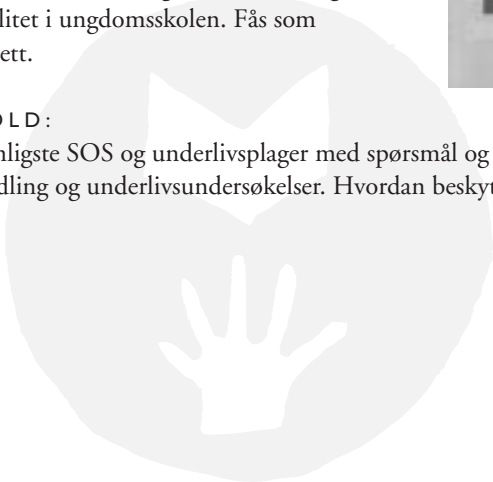 litet i ungdomsskolen. Fås som
ett.
OLD:
nligste SOS og underlivsplager med spørsmål og
dling og underlivsundersøkelser. Hvordan beskyt